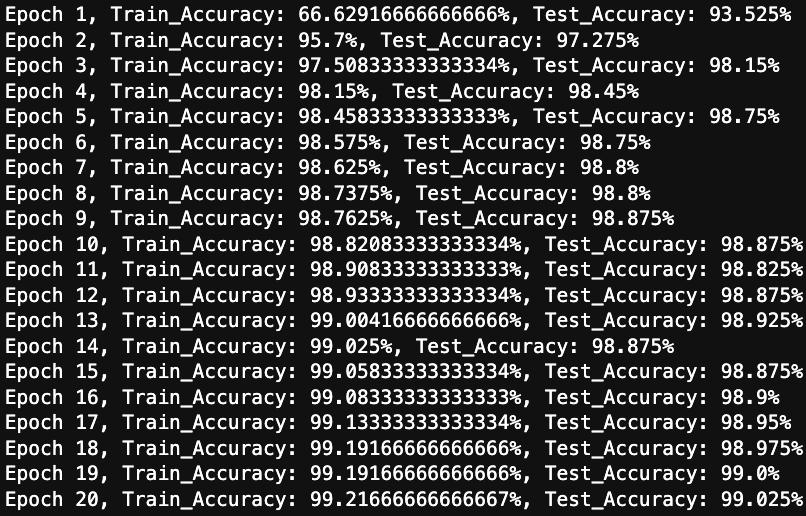 Epoch 1, Train_Accuracy: 66.62916666666666%, Test_Accuracy: 93.525%
Epoch 2, Train_Accuracy: 95.7%, Test_Accuracy: 97.275%
Epoch 3, Train_Accuracy: 97.50833333333334%, Test_Accuracy: 98.15%
Epoch 4, Train_Accuracy: 98.15%, Test_Accuracy: 98.45%
Epoch 5, Train_Accuracy: 98.45833333333333%, Test_Accuracy: 98.75%
Epoch 6, Train_Accuracy: 98.575%, Test_Accuracy: 98.75%
Epoch 7, Train_Accuracy: 98.625%, Test_Accuracy: 98.8%
Epoch 8, Train_Accuracy: 98.7375%, Test_Accuracy: 98.8%
Epoch 9, Train_Accuracy: 98.7625%, Test_Accuracy: 98.875%
Epoch 10, Train_Accuracy: 98.82083333333334%, Test_Accuracy: 98.875%
Epoch 11, Train_Accuracy: 98.90833333333333%, Test_Accuracy: 98.825%
Epoch 12, Train_Accuracy: 98.93333333333334%, Test_Accuracy: 98.875%
Epoch 13, Train_Accuracy: 99.00416666666666%, Test_Accuracy: 98.925%
Epoch 14, Train_Accuracy: 99.025%, Test_Accuracy: 98.875%
Epoch 15, Train_Accuracy: 99.05833333333334%, Test_Accuracy: 98.875%
Epoch 16, Train_Accuracy: 99.08333333333333%, Test_Accuracy: 98.9%
Epoch 17, Train_Accuracy: 99.13333333333334%, Test_Accuracy: 98.95%
Epoch 18, Train_Accuracy: 99.19166666666666%, Test_Accuracy: 98.975%
Epoch 19, Train_Accuracy: 99.19166666666666%, Test_Accuracy: 99.0%
Epoch 20, Train_Accuracy: 99.21666666666667%, Test_Accuracy: 99.025%